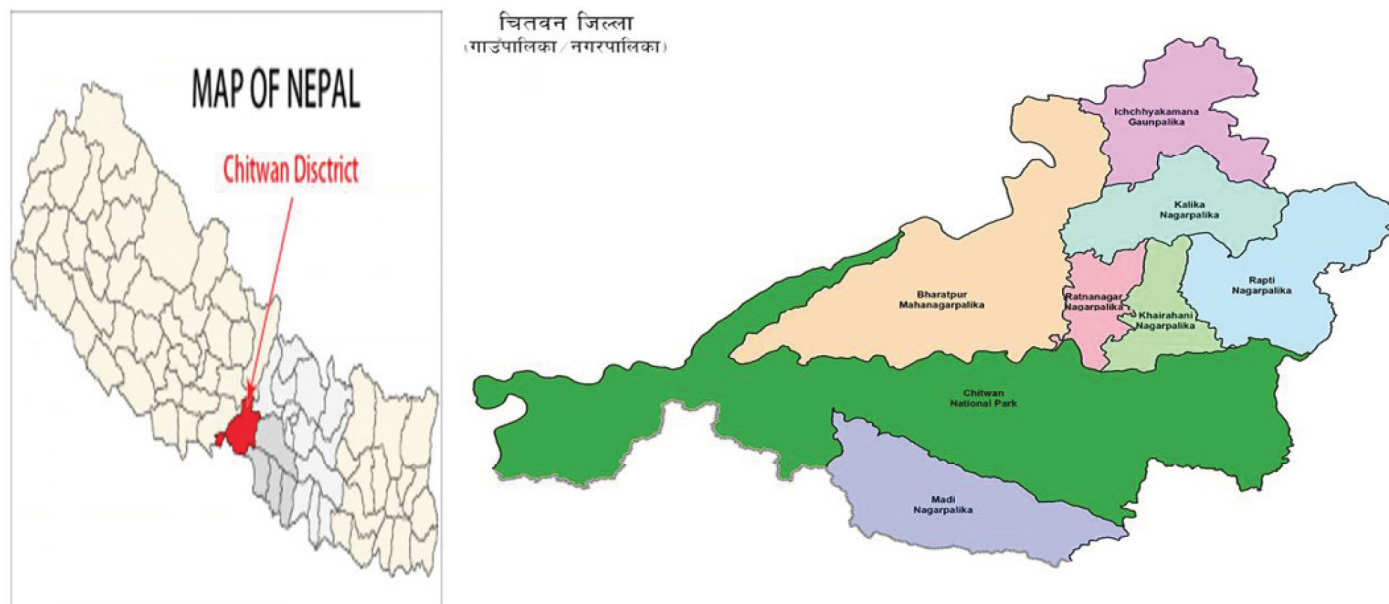 MAP OF NEPAL
Chitwan Disctrict
चितवन जिल्ला
(गाउँपालिका/नगरपालिका)
Ichchhyakamana
Gaunpalika
Kalika
Nagarpalika
Rapti
Nagarpalika
Bharatpur
Mahanagarpalika
Ratnanagar
Nagarpalika
Khairahani
Nagarpalika
Chitwan
National Park
Madi
Nagarpalika